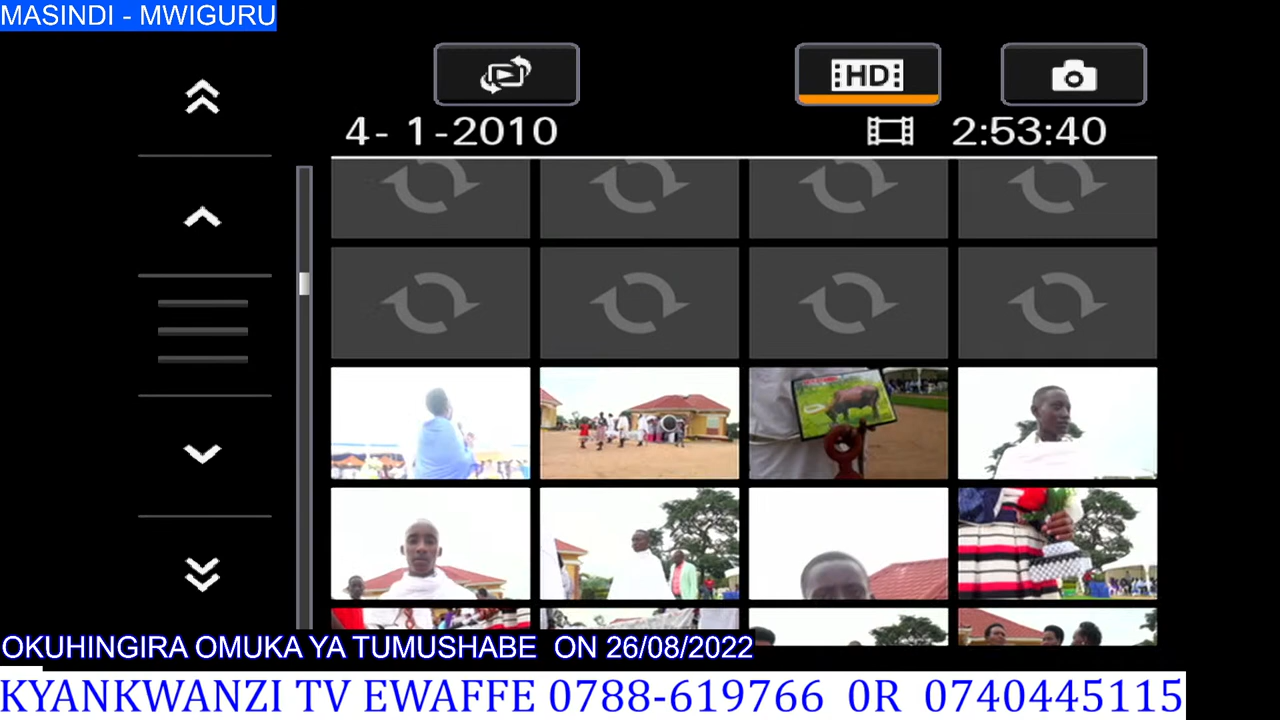 MASINDI - MWIGURU
HD
4- 1-2010 2:53:40
OKUHINGIRA OMUKA YA TUMUSHABE ON 26/08/2022
KYANKWANZI TV EWAFFE 0788-619766 0R 0740445115